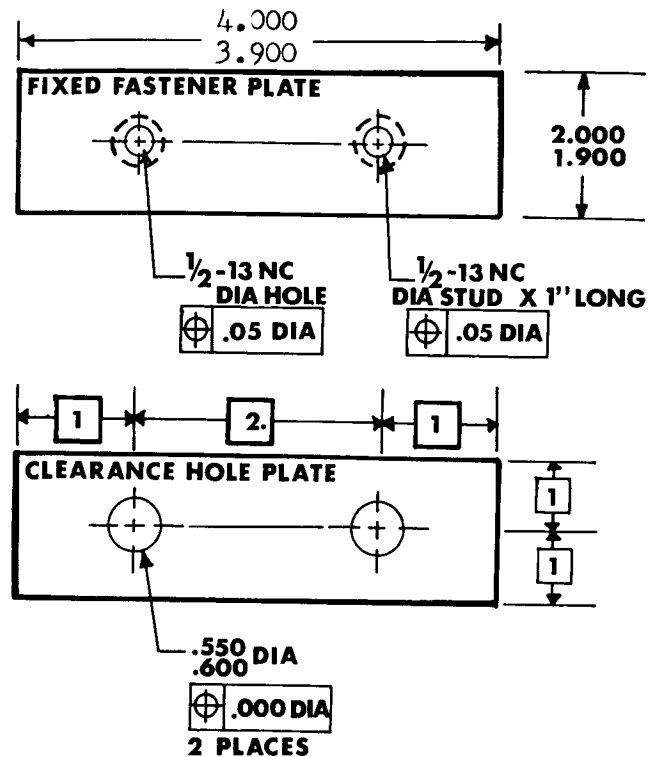 4.000
3.900
FIXED FASTENER PLATE
2.000
1.900
½-13 NC
DIA HOLE
⌖ .05 DIA
½-13 NC
DIA STUD X 1" LONG
⌖ .05 DIA
1 2. 1
CLEARANCE HOLE PLATE
1
1
.550 DIA
.600
⌖ .000 DIA
2 PLACES